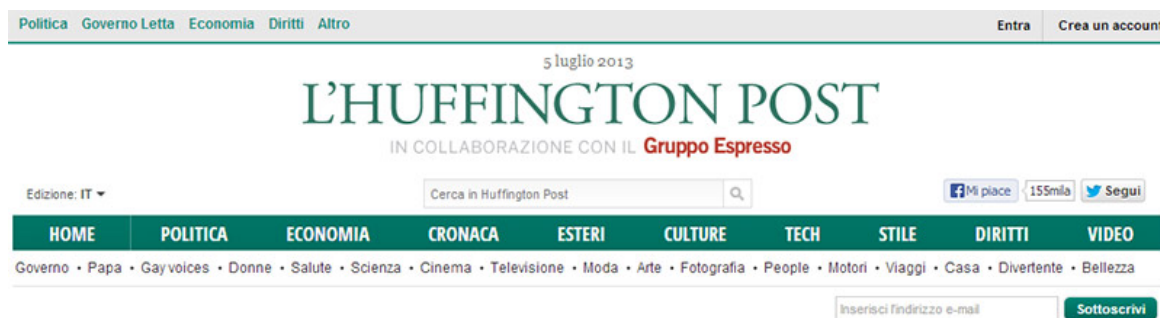 Politica Governo Letta Economia Diritti Altro Entra Crea un account
5 luglio 2013
L'HUFFINGTON POST
IN COLLABORAZIONE CON IL Gruppo Espresso
Edizione: IT Cerca in Huffington Post Mi piace 155mila Segui
HOME POLITICA ECONOMIA CRONACA ESTERI CULTURE TECH STILE DIRITTI VIDEO
Governo • Papa • Gay voices • Donne • Salute • Scienza • Cinema • Televisione • Moda • Arte • Fotografia • People • Motori • Viaggi • Casa • Divertente • Bellezza
Inserisci l'indirizzo e-mail Sottoscrivi